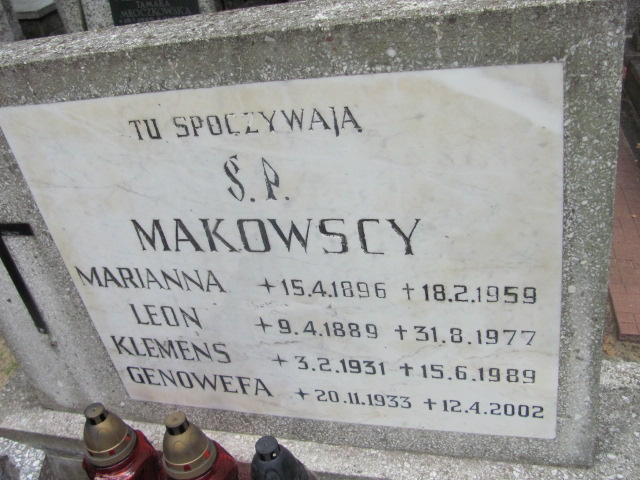 TAMARA
TU SPOCZYWAJĄ
Ś.P.
MAKOWSCY
MARIANNA +15.4.1896 †18.2.1959
LEON +9.4.1889 †31.8.1977
KLEMENS +3.2.1931 †15.6.1989
GENOWEFA +20.11.1933 †12.4.2002